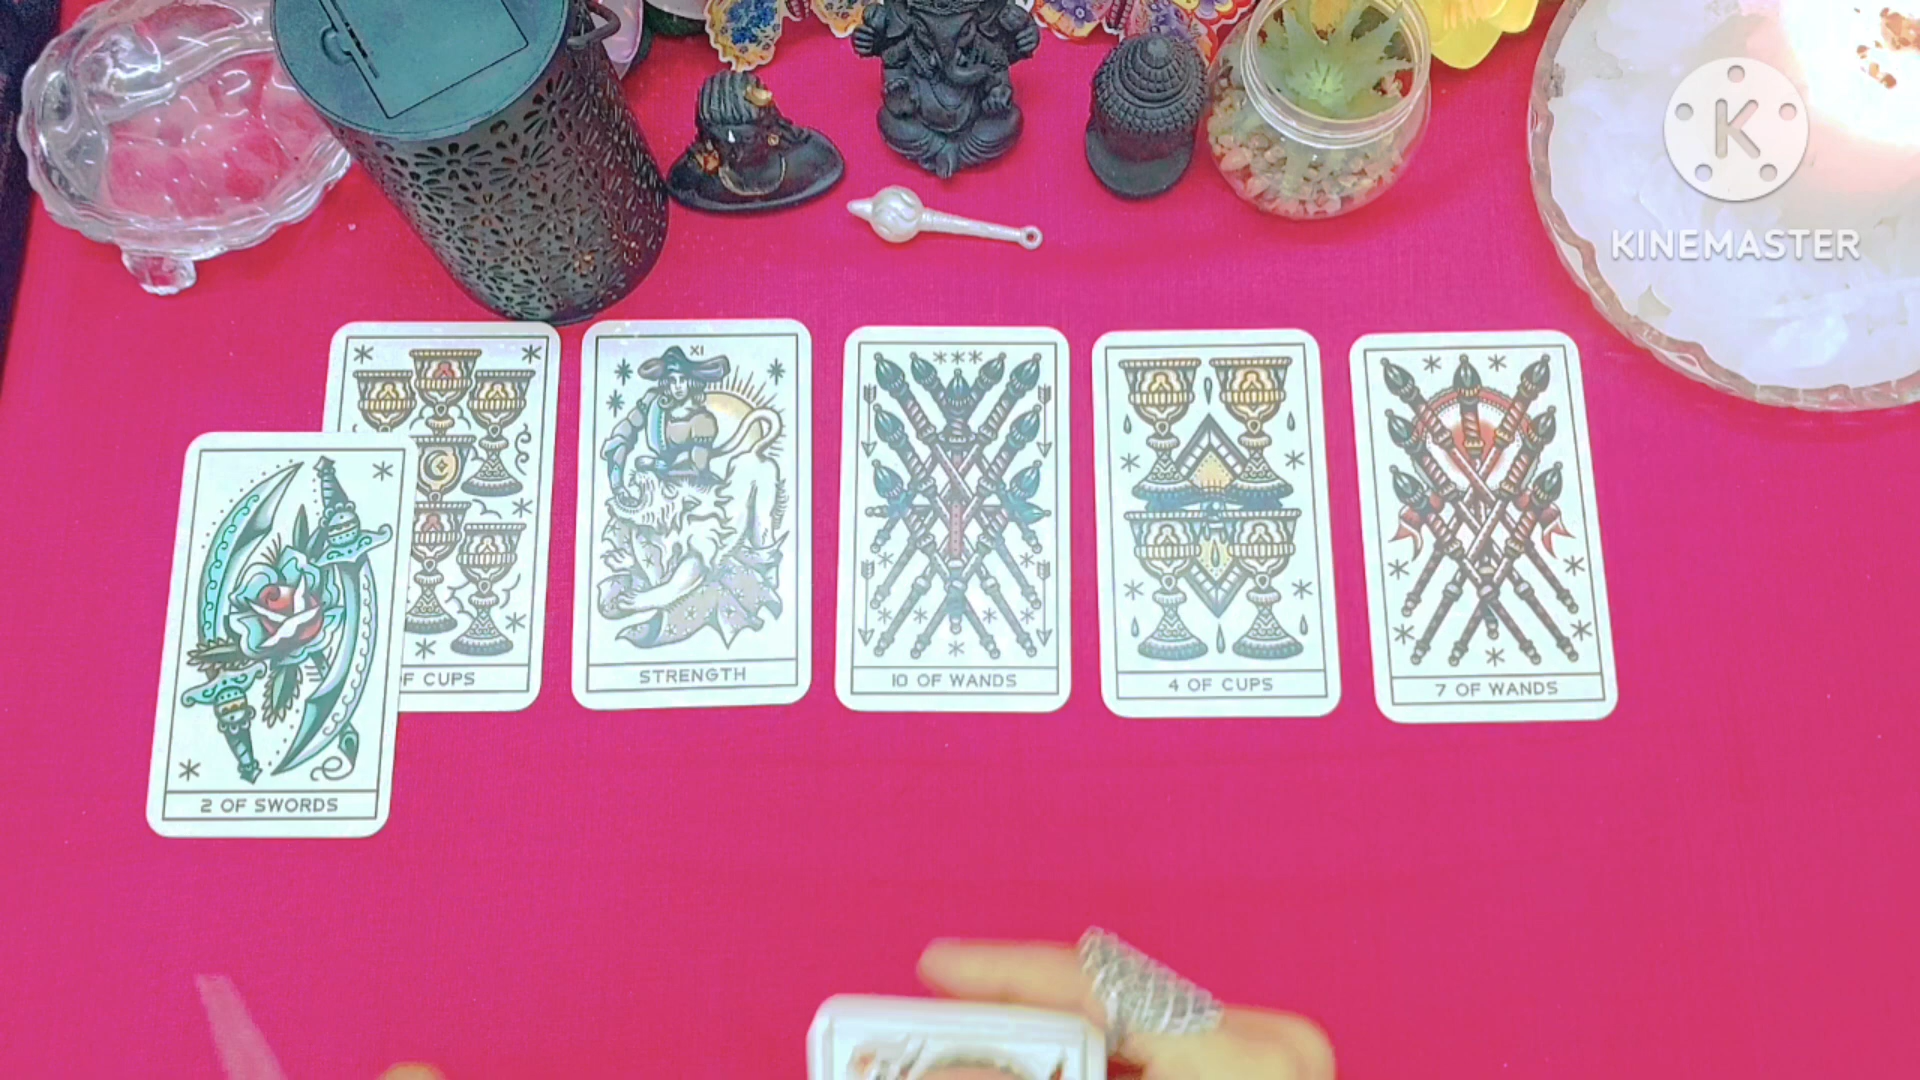 K
KINEMASTER
XI
F CUPS
STRENGTH
10 OF WANDS
4 OF CUPS
7 OF WANDS
2 OF SWORDS